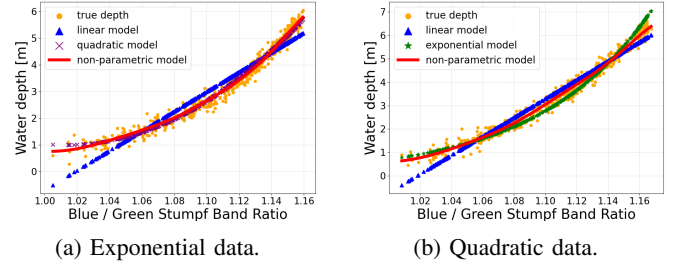 true depth
linear model
quadratic model
non-parametric model
Water depth [m]
6
5
4
3
2
1
0
1.00 1.02 1.04 1.06 1.08 1.10 1.12 1.14 1.16
Blue / Green Stumpf Band Ratio
(a) Exponential data.
true depth
linear model
exponential model
non-parametric model
Water depth [m]
7
6
5
4
3
2
1
0
1.02 1.04 1.06 1.08 1.10 1.12 1.14 1.16
Blue / Green Stumpf Band Ratio
(b) Quadratic data.